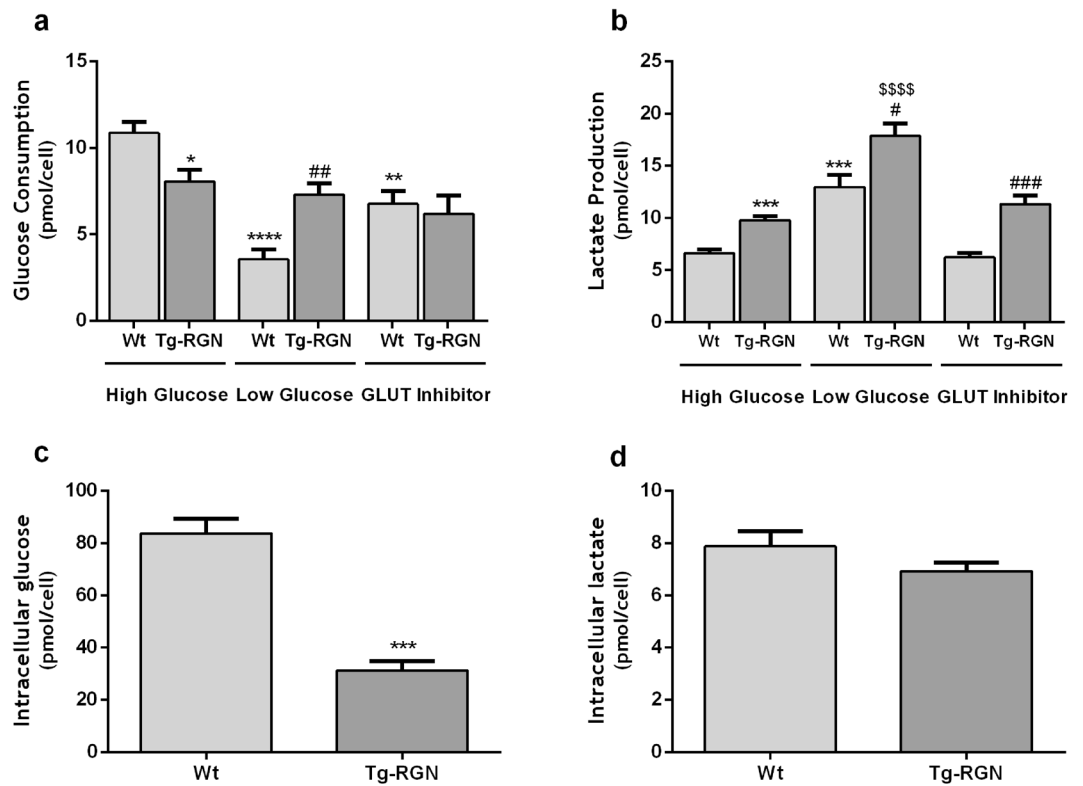 a
Glucose Consumption
(pmol/cell)
15
10
5
0
*
****
##
**
Wt Tg-RGN Wt Tg-RGN Wt Tg-RGN
High Glucose Low Glucose GLUT Inhibitor
b
Lactate Production
(pmol/cell)
25
20
15
10
5
0
***
***
$$$$
#
###
Wt Tg-RGN Wt Tg-RGN Wt Tg-RGN
High Glucose Low Glucose GLUT Inhibitor
c
Intracellular glucose
(pmol/cell)
100
80
60
40
20
0
***
Wt Tg-RGN
d
Intracellular lactate
(pmol/cell)
10
8
6
4
2
0
Wt Tg-RGN